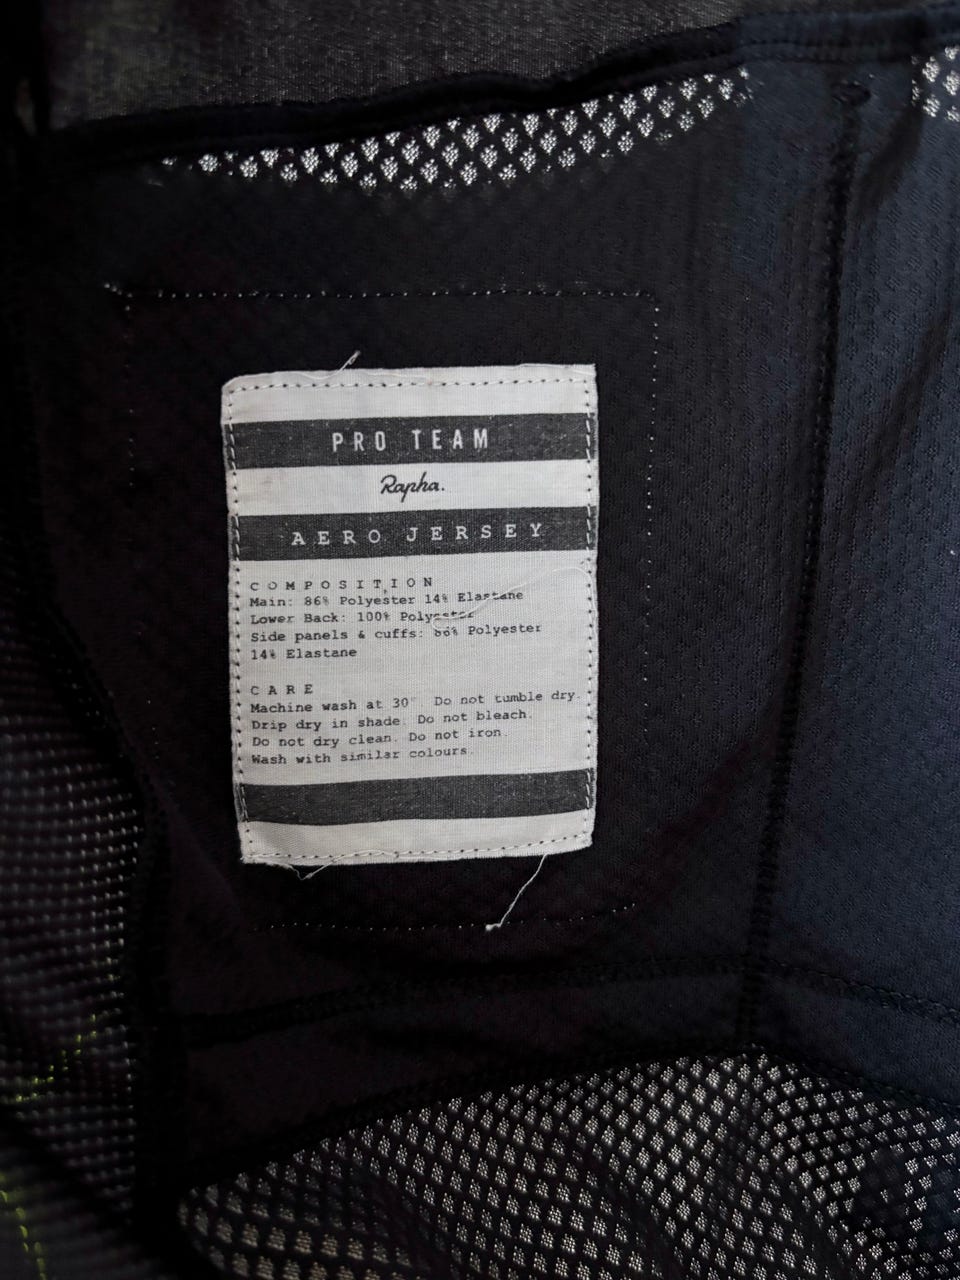 PRO TEAM
Rapha.
AERO JERSEY
COMPOSITION
Main: 86% Polyester 14% Elastane
Lower Back: 100% Polyester
Side panels & cuffs: 86% Polyester
14% Elastane
CARE
Machine wash at 30° Do not tumble dry.
Drip dry in shade. Do not bleach.
Do not dry clean. Do not iron.
Wash with similar colours.